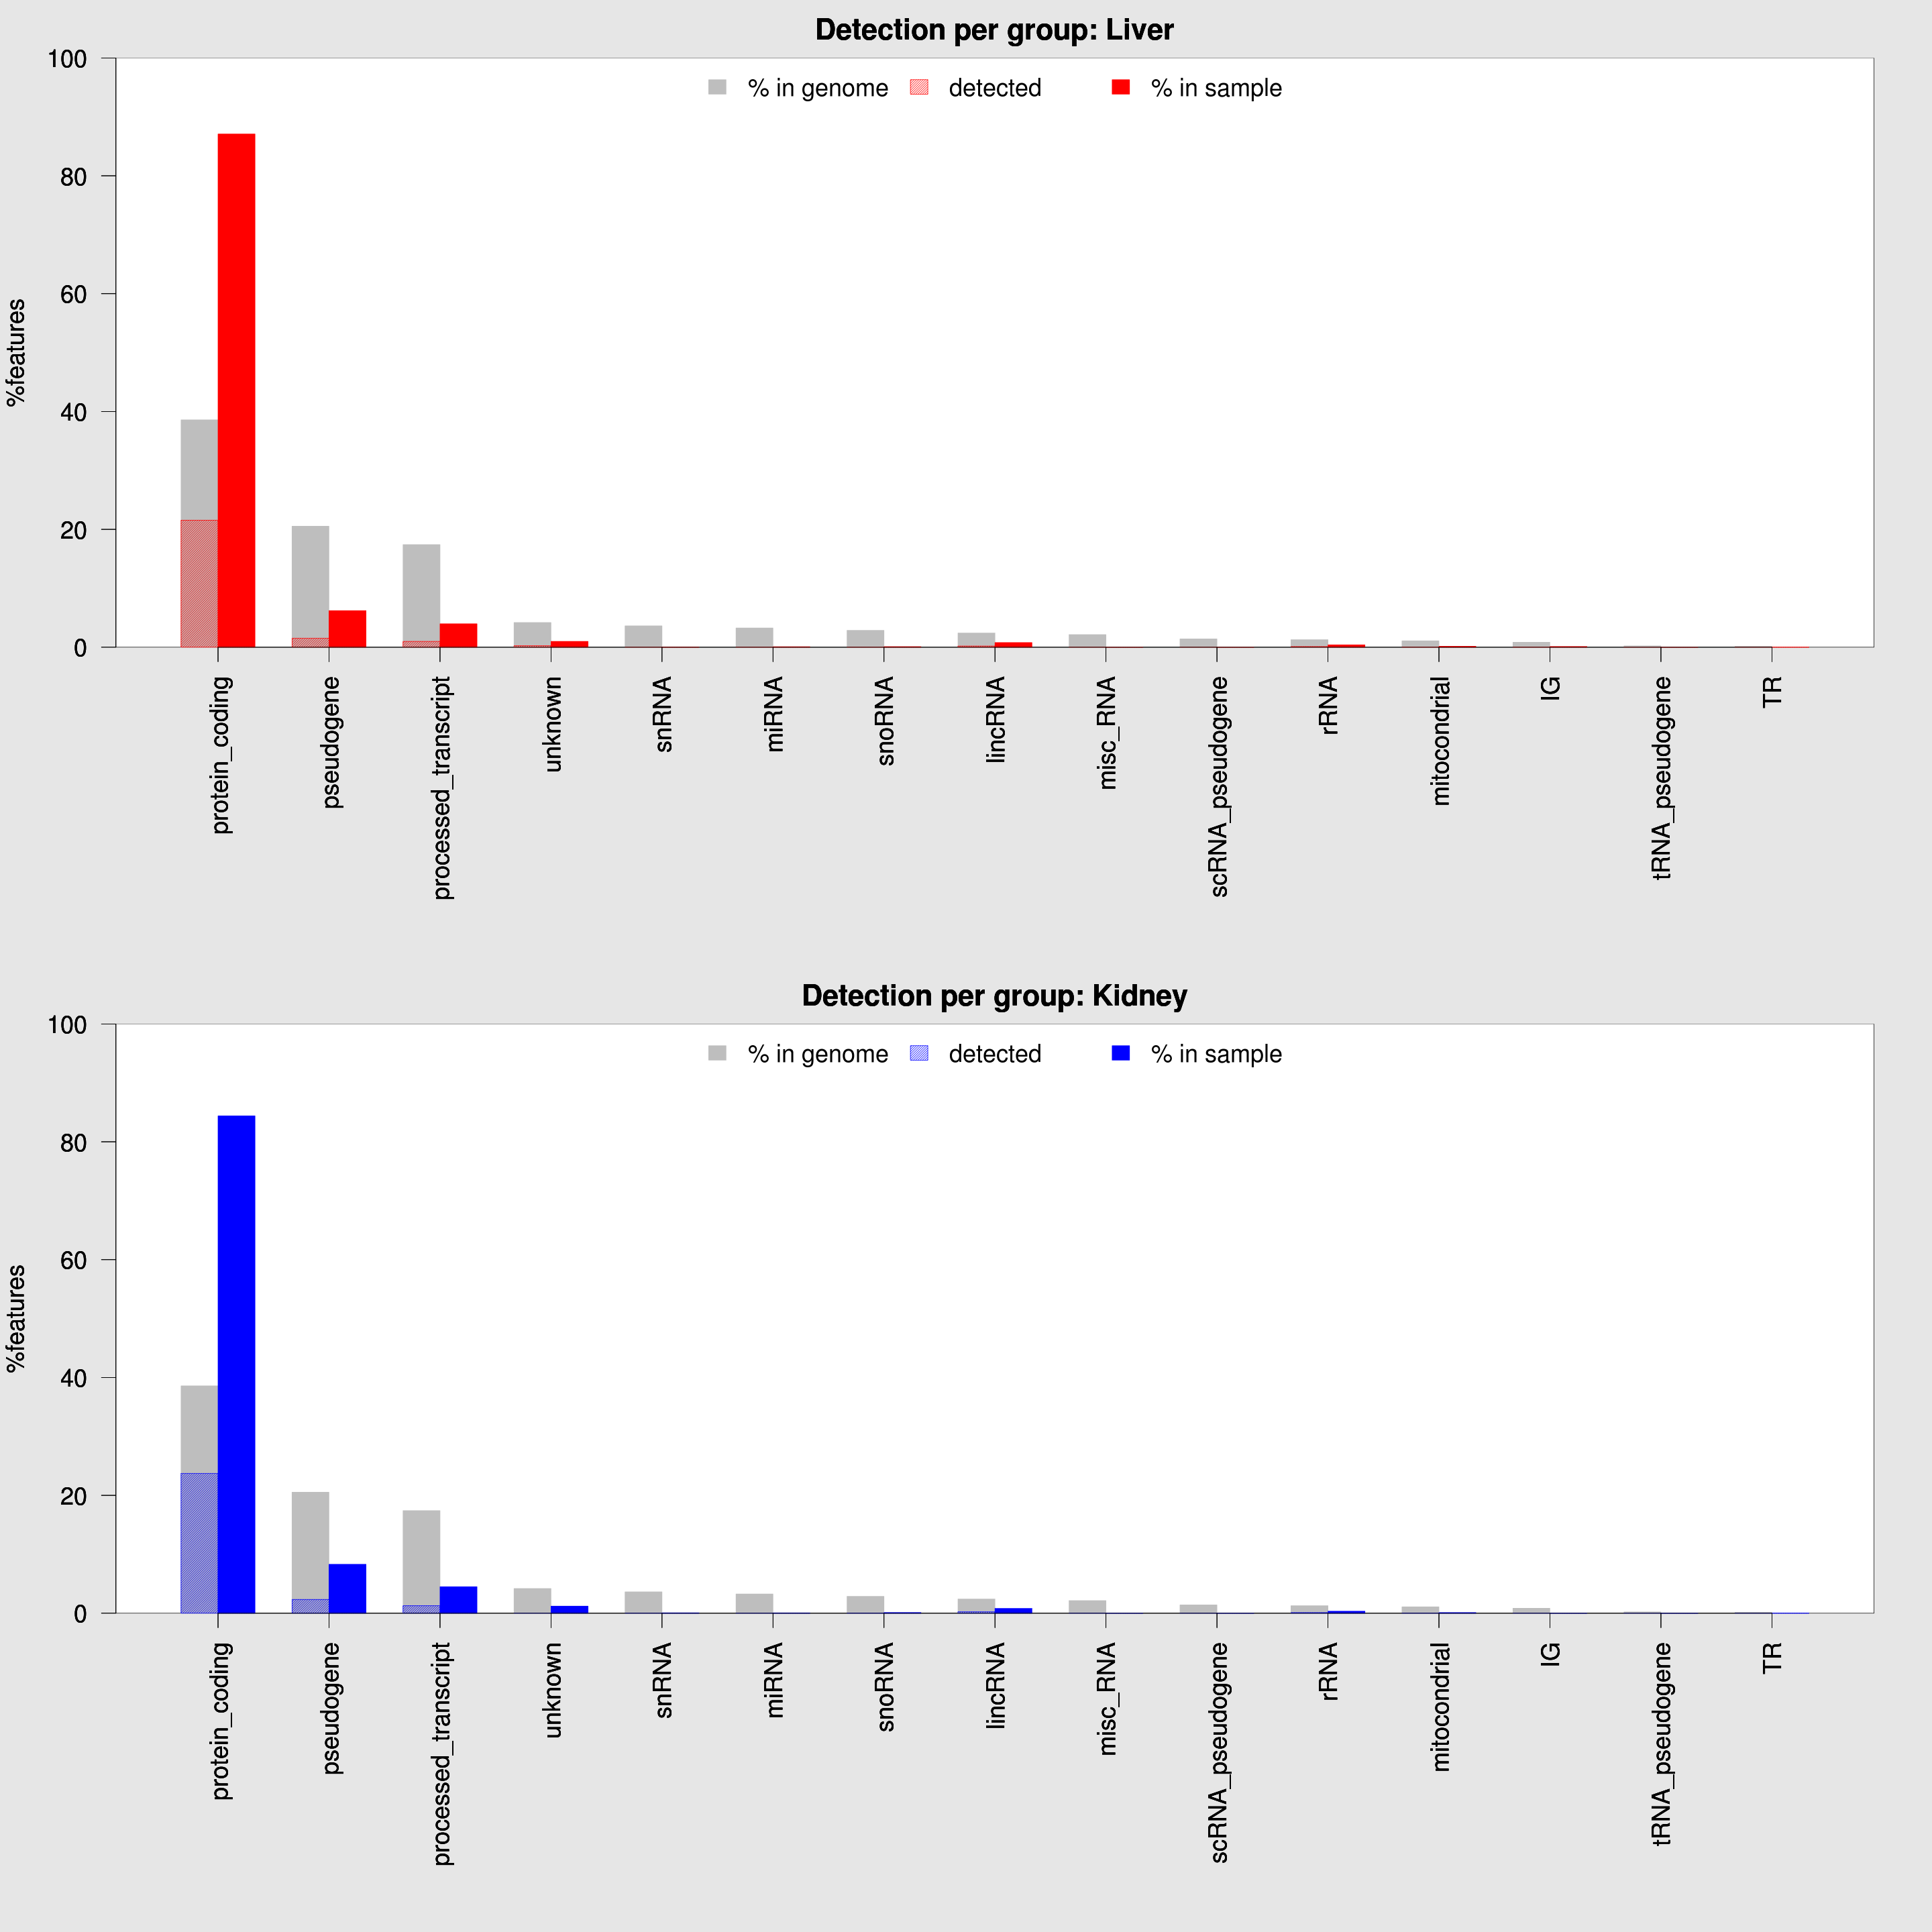 Detection per group: Liver
% in genome detected % in sample
100
80
60
40
20
0
%features
protein_coding
pseudogene
processed_transcript
unknown
snRNA
miRNA
snoRNA
lincRNA
misc_RNA
scRNA_pseudogene
rRNA
mitocondrial
IG
tRNA_pseudogene
TR
Detection per group: Kidney
% in genome detected % in sample
100
80
60
40
20
0
%features
protein_coding
pseudogene
processed_transcript
unknown
snRNA
miRNA
snoRNA
lincRNA
misc_RNA
scRNA_pseudogene
rRNA
mitocondrial
IG
tRNA_pseudogene
TR